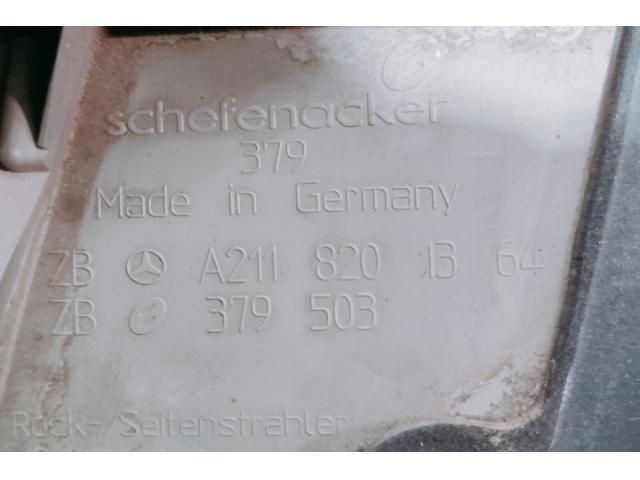 schefenacker
379
Made in Germany
ZB A211 820 13 64
ZB 379 503
Rück-/Seitenstrahler